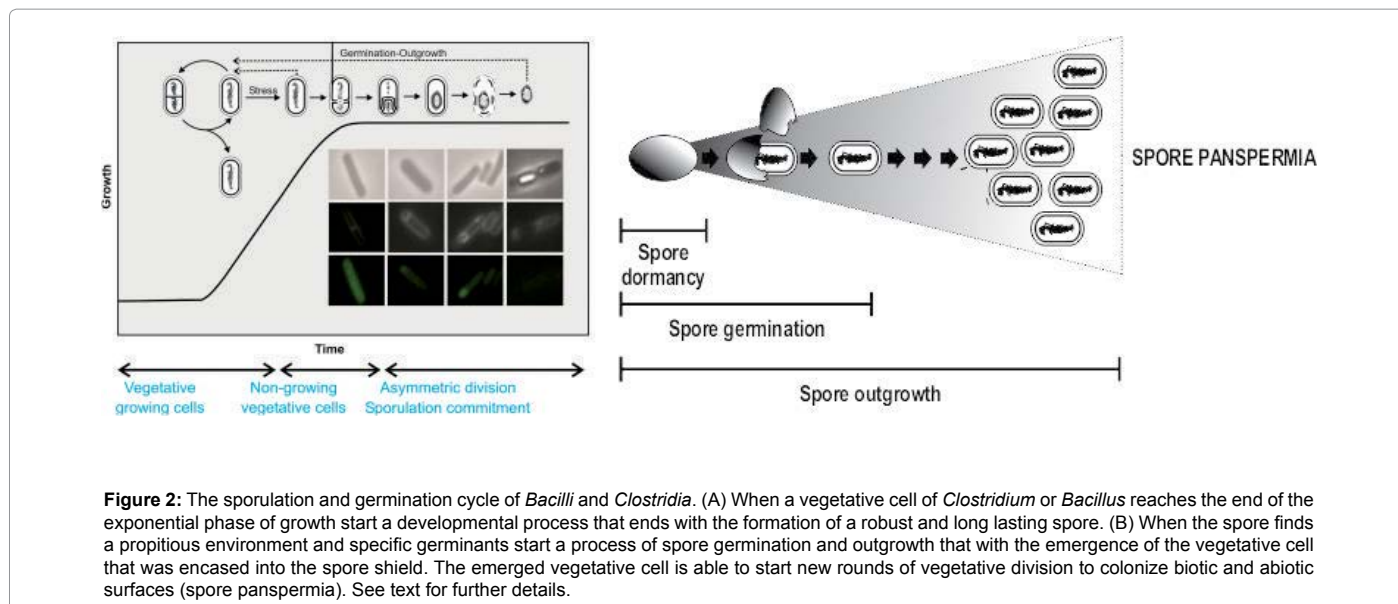 Germination-Outgrowth
Stress
Growth
Time
Vegetative
growing cells
Non-growing
vegetative cells
Asymmetric division
Sporulation commitment
SPORE PANSPERMIA
Spore
dormancy
Spore germination
Spore outgrowth
Figure 2: The sporulation and germination cycle of Bacilli and Clostridia. (A) When a vegetative cell of Clostridium or Bacillus reaches the end of the
exponential phase of growth start a developmental process that ends with the formation of a robust and long lasting spore. (B) When the spore finds
a propitious environment and specific germinants start a process of spore germination and outgrowth that with the emergence of the vegetative cell
that was encased into the spore shield. The emerged vegetative cell is able to start new rounds of vegetative division to colonize biotic and abiotic
surfaces (spore panspermia). See text for further details.